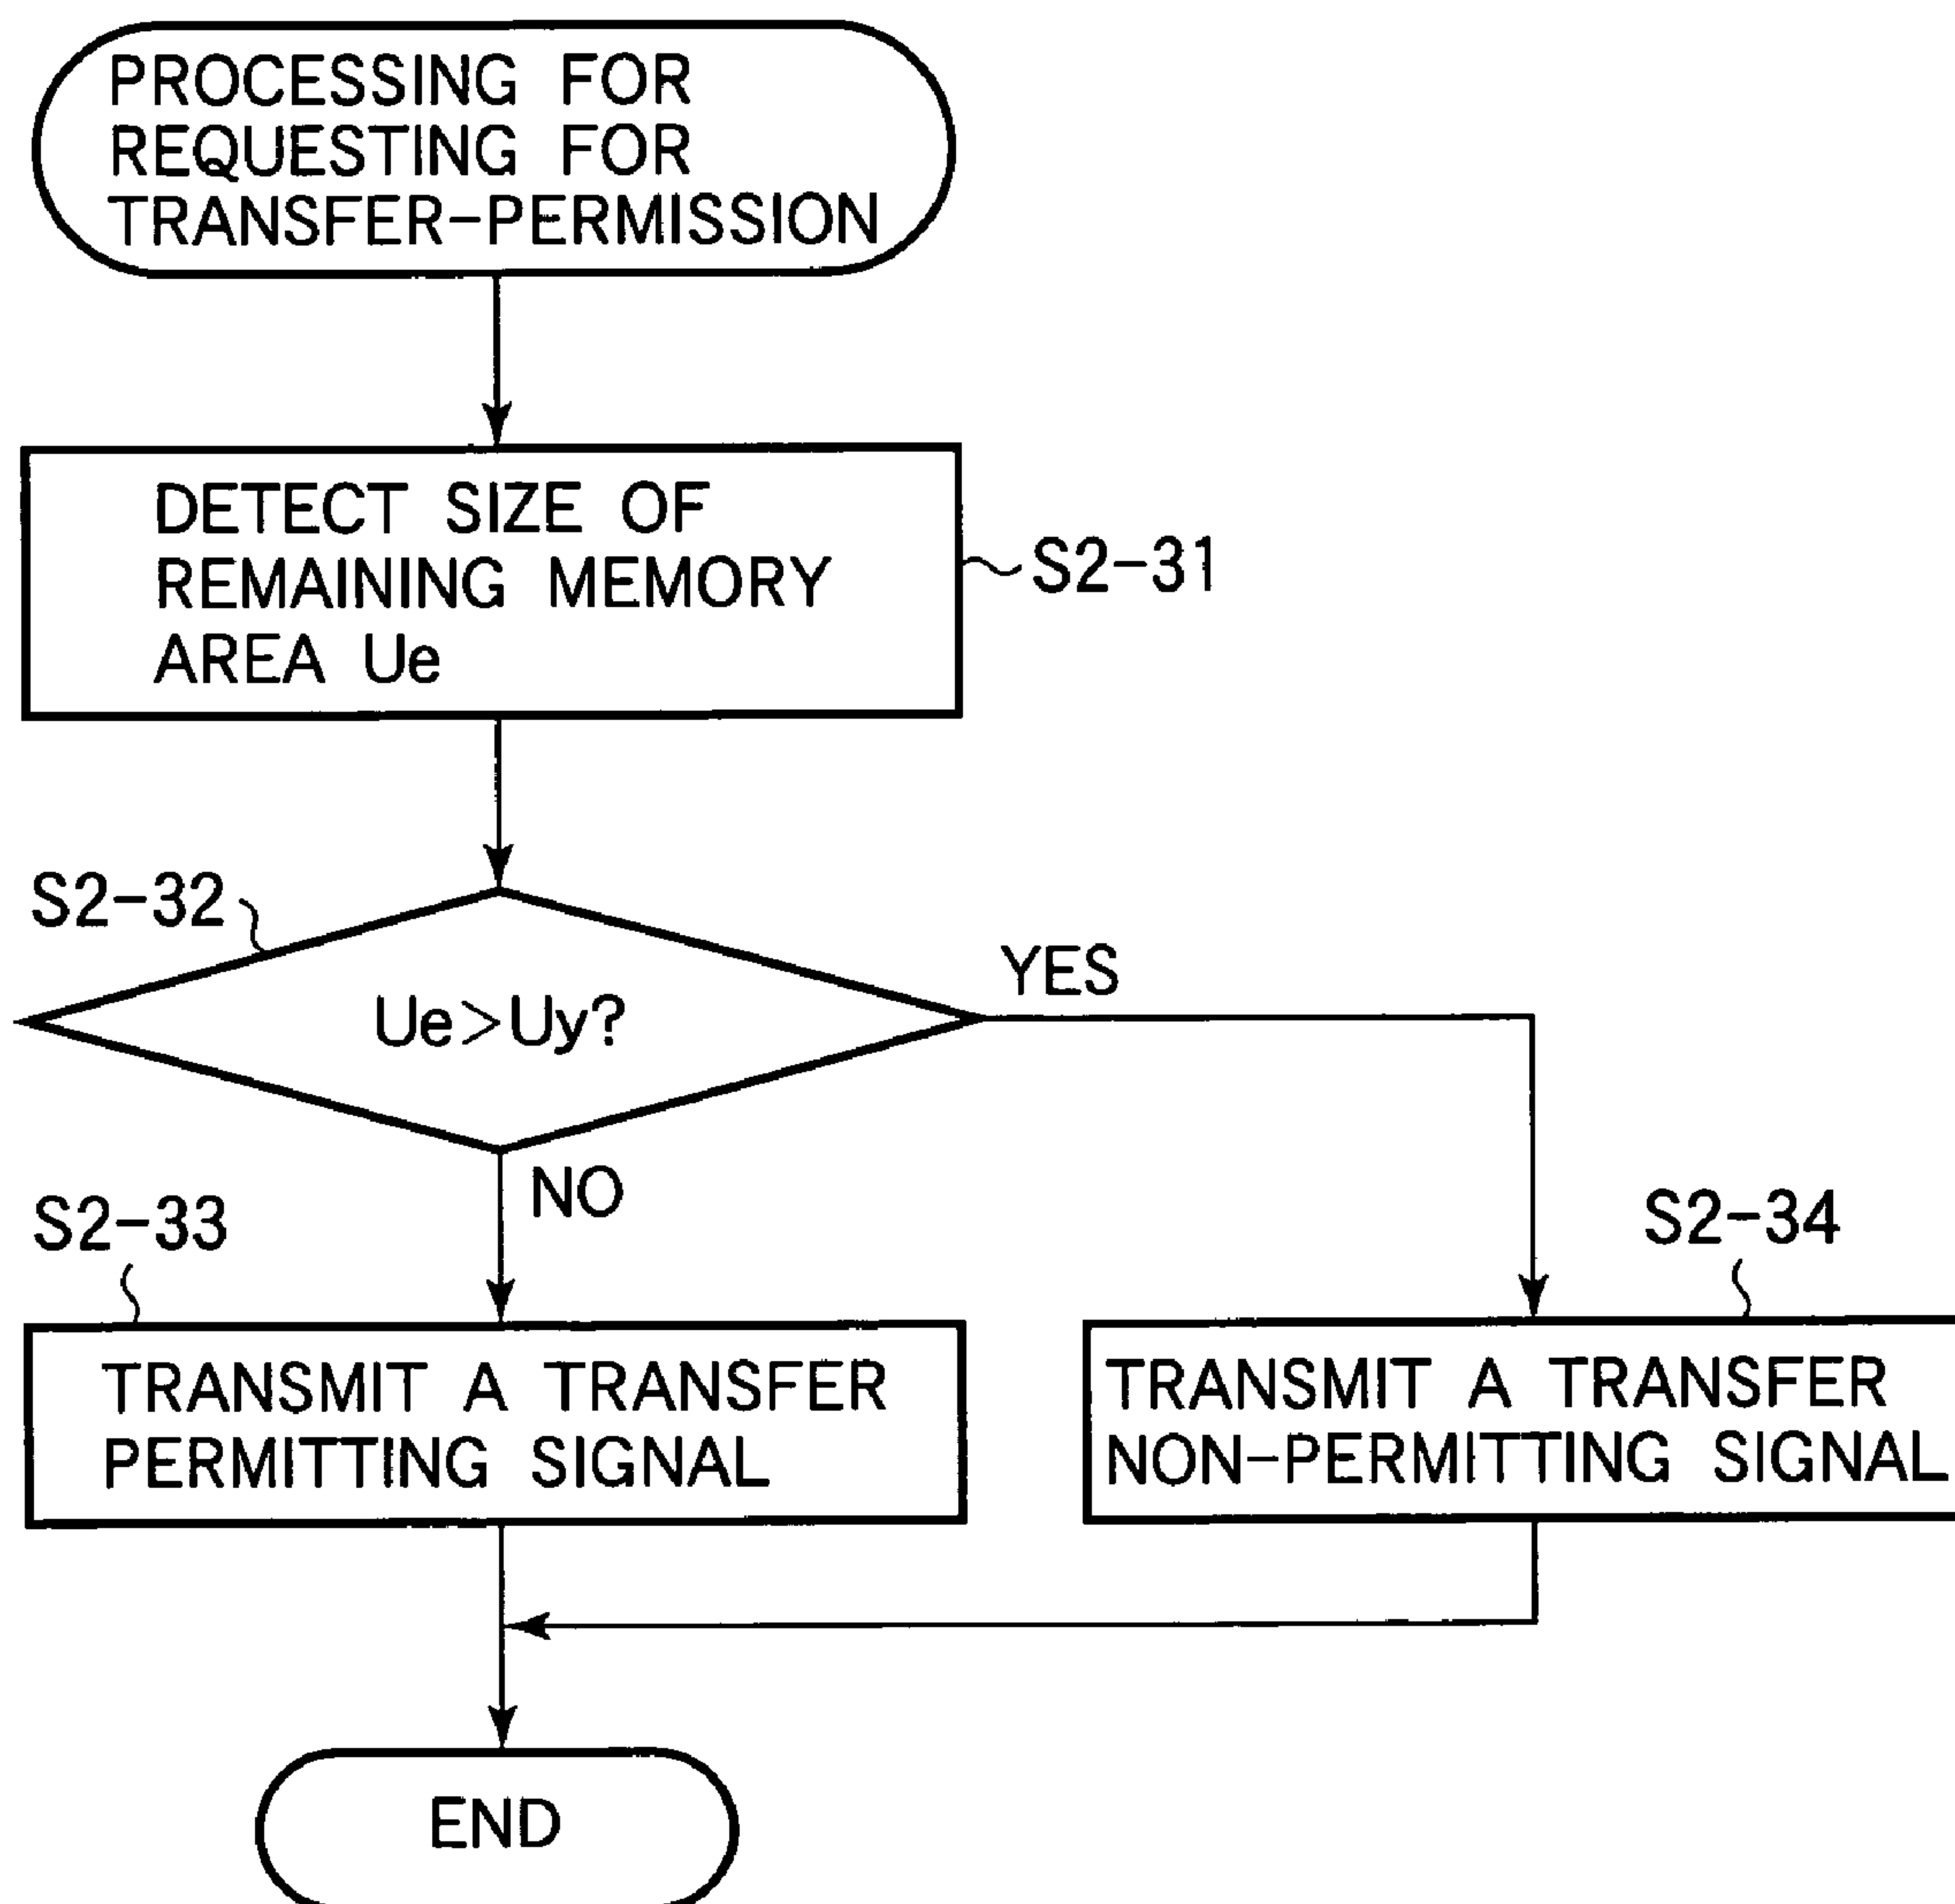 PROCESSING FOR
REQUESTING FOR
TRANSFER-PERMISSION
DETECT SIZE OF
REMAINING MEMORY
AREA Ue
S2-31
S2-32
Ue>Uy?
YES
NO
S2-33
TRANSMIT A TRANSFER
PERMITTING SIGNAL
S2-34
TRANSMIT A TRANSFER
NON-PERMITTING SIGNAL
END